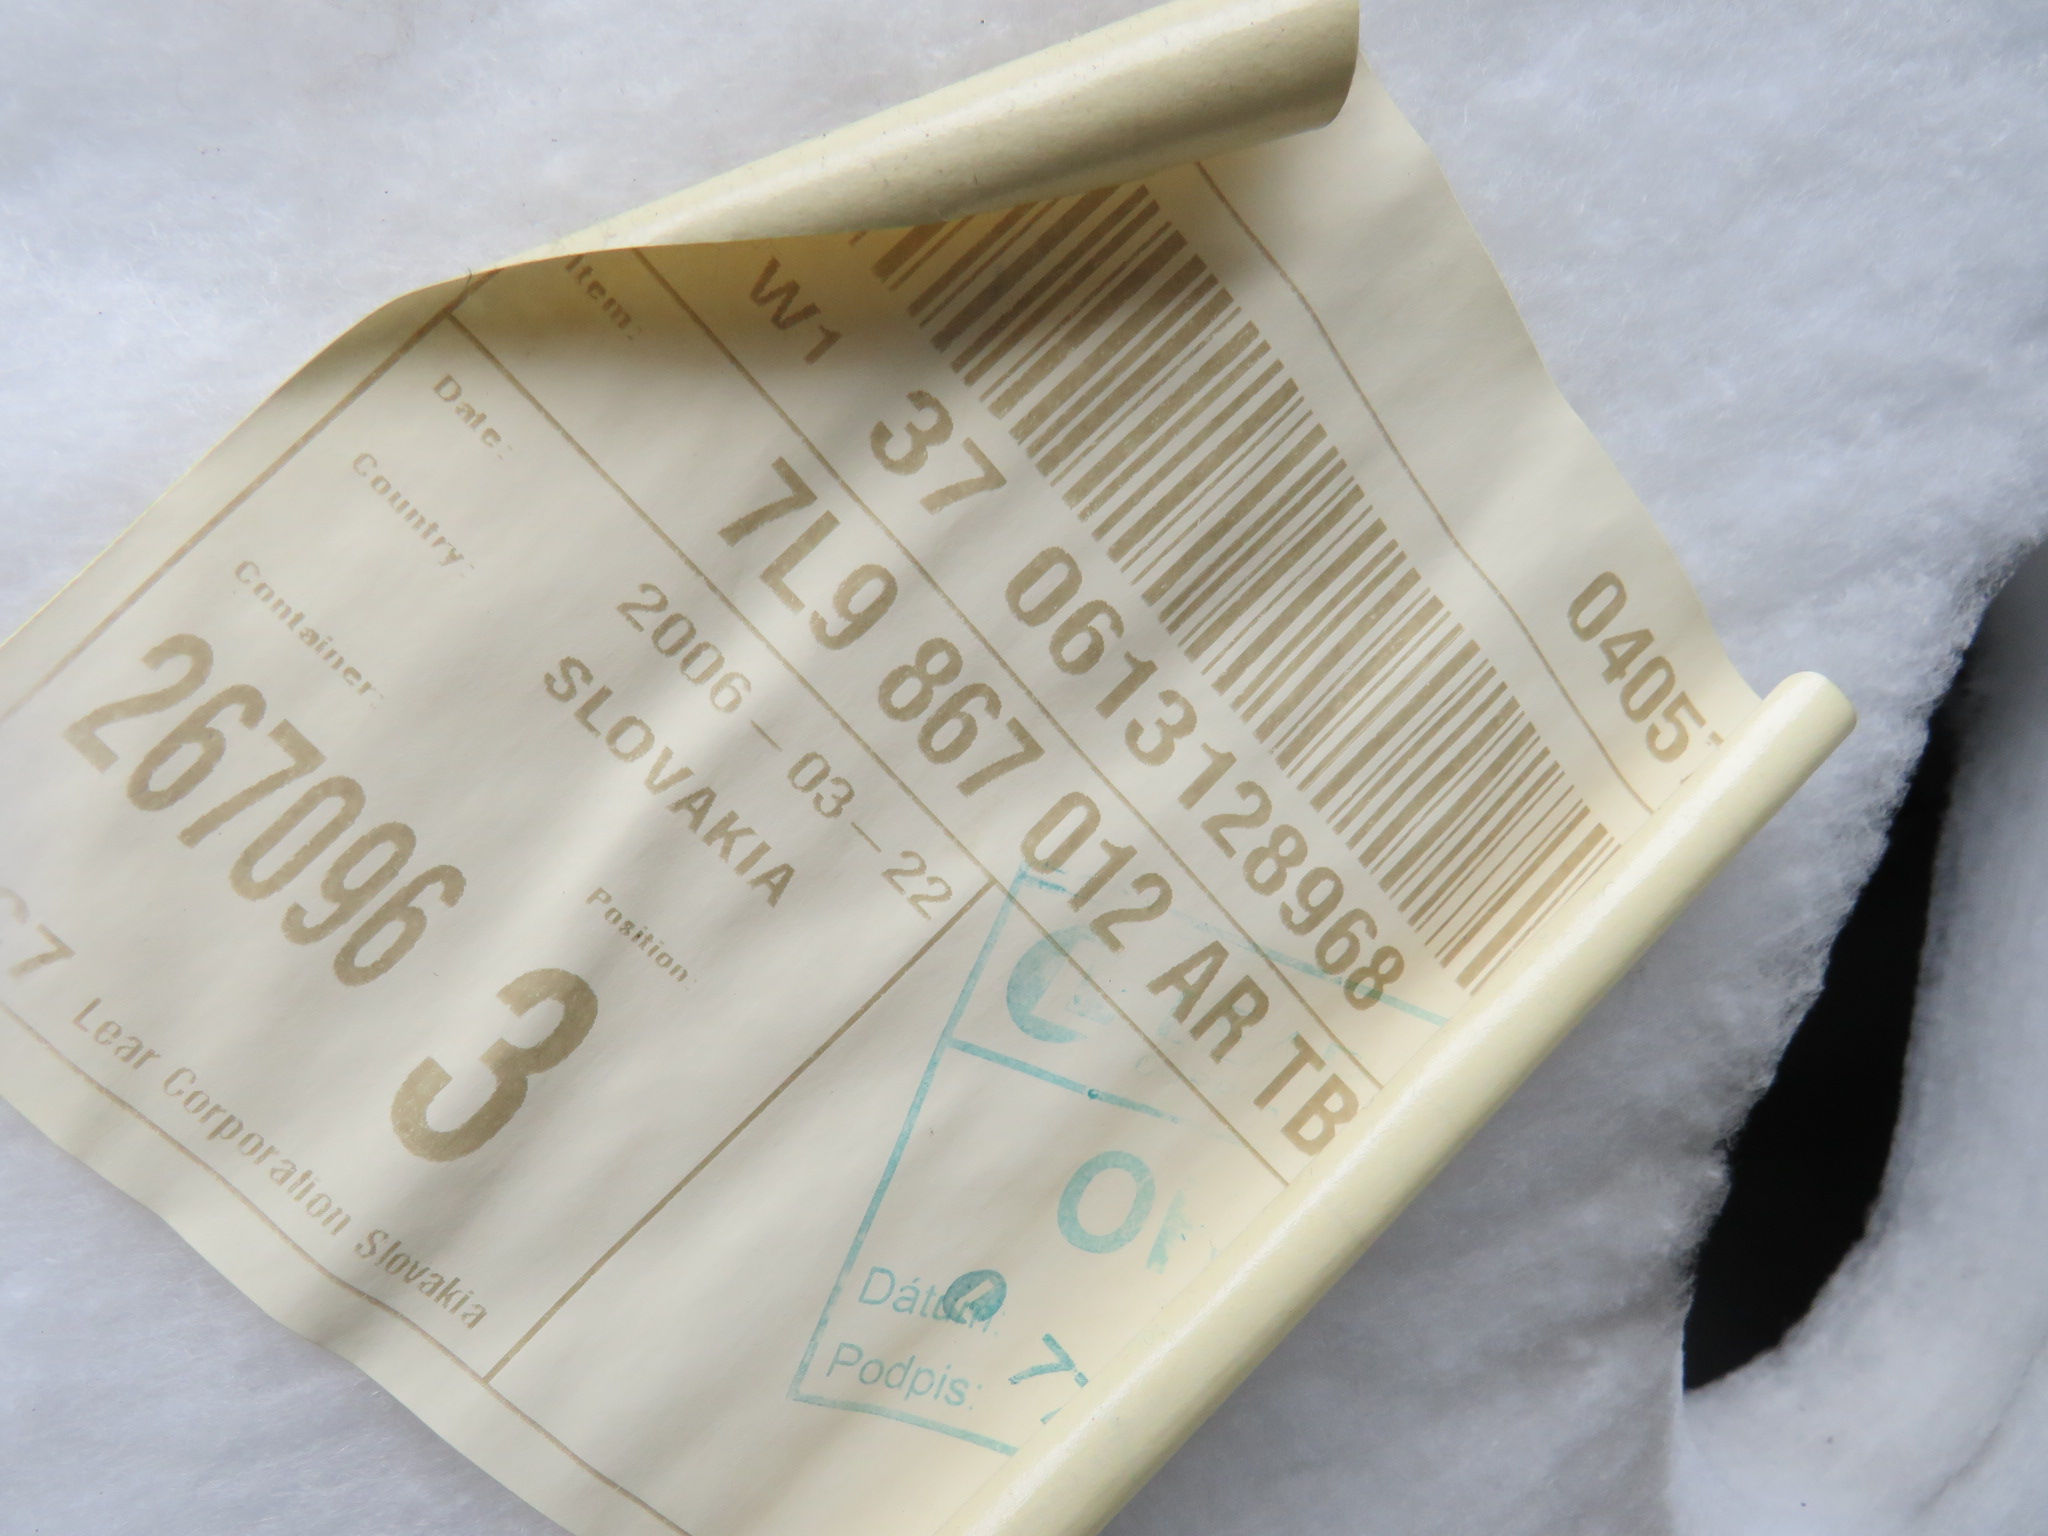 0405
W1 37 0613128968
Item:
7L9 867 012 AR TB
Date:
2006-03-22
Country:
SLOVAKIA
Container:
267096
Position:
3
Lear Corporation Slovakia
Dátum:
Podpis: